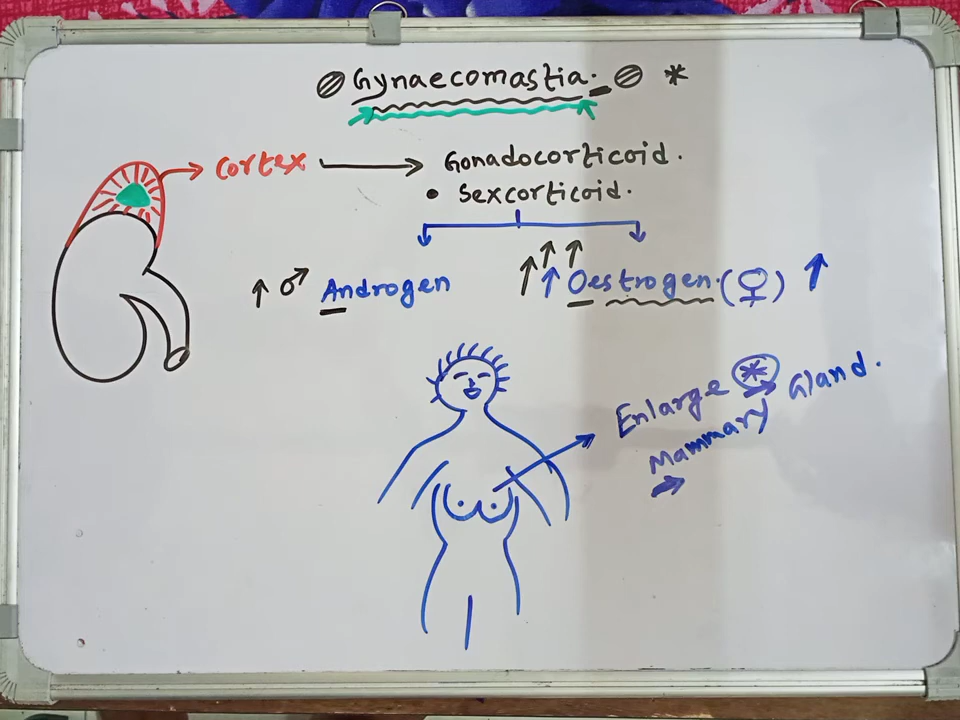 Gynaecomastia. *
Cortex → Gonadocorticoid.
• Sexcorticoid.
↑ ♂ Androgen ↑↑↑↑ Oestrogen. (♀) ↑
Enlarge * Gland.
Mammary